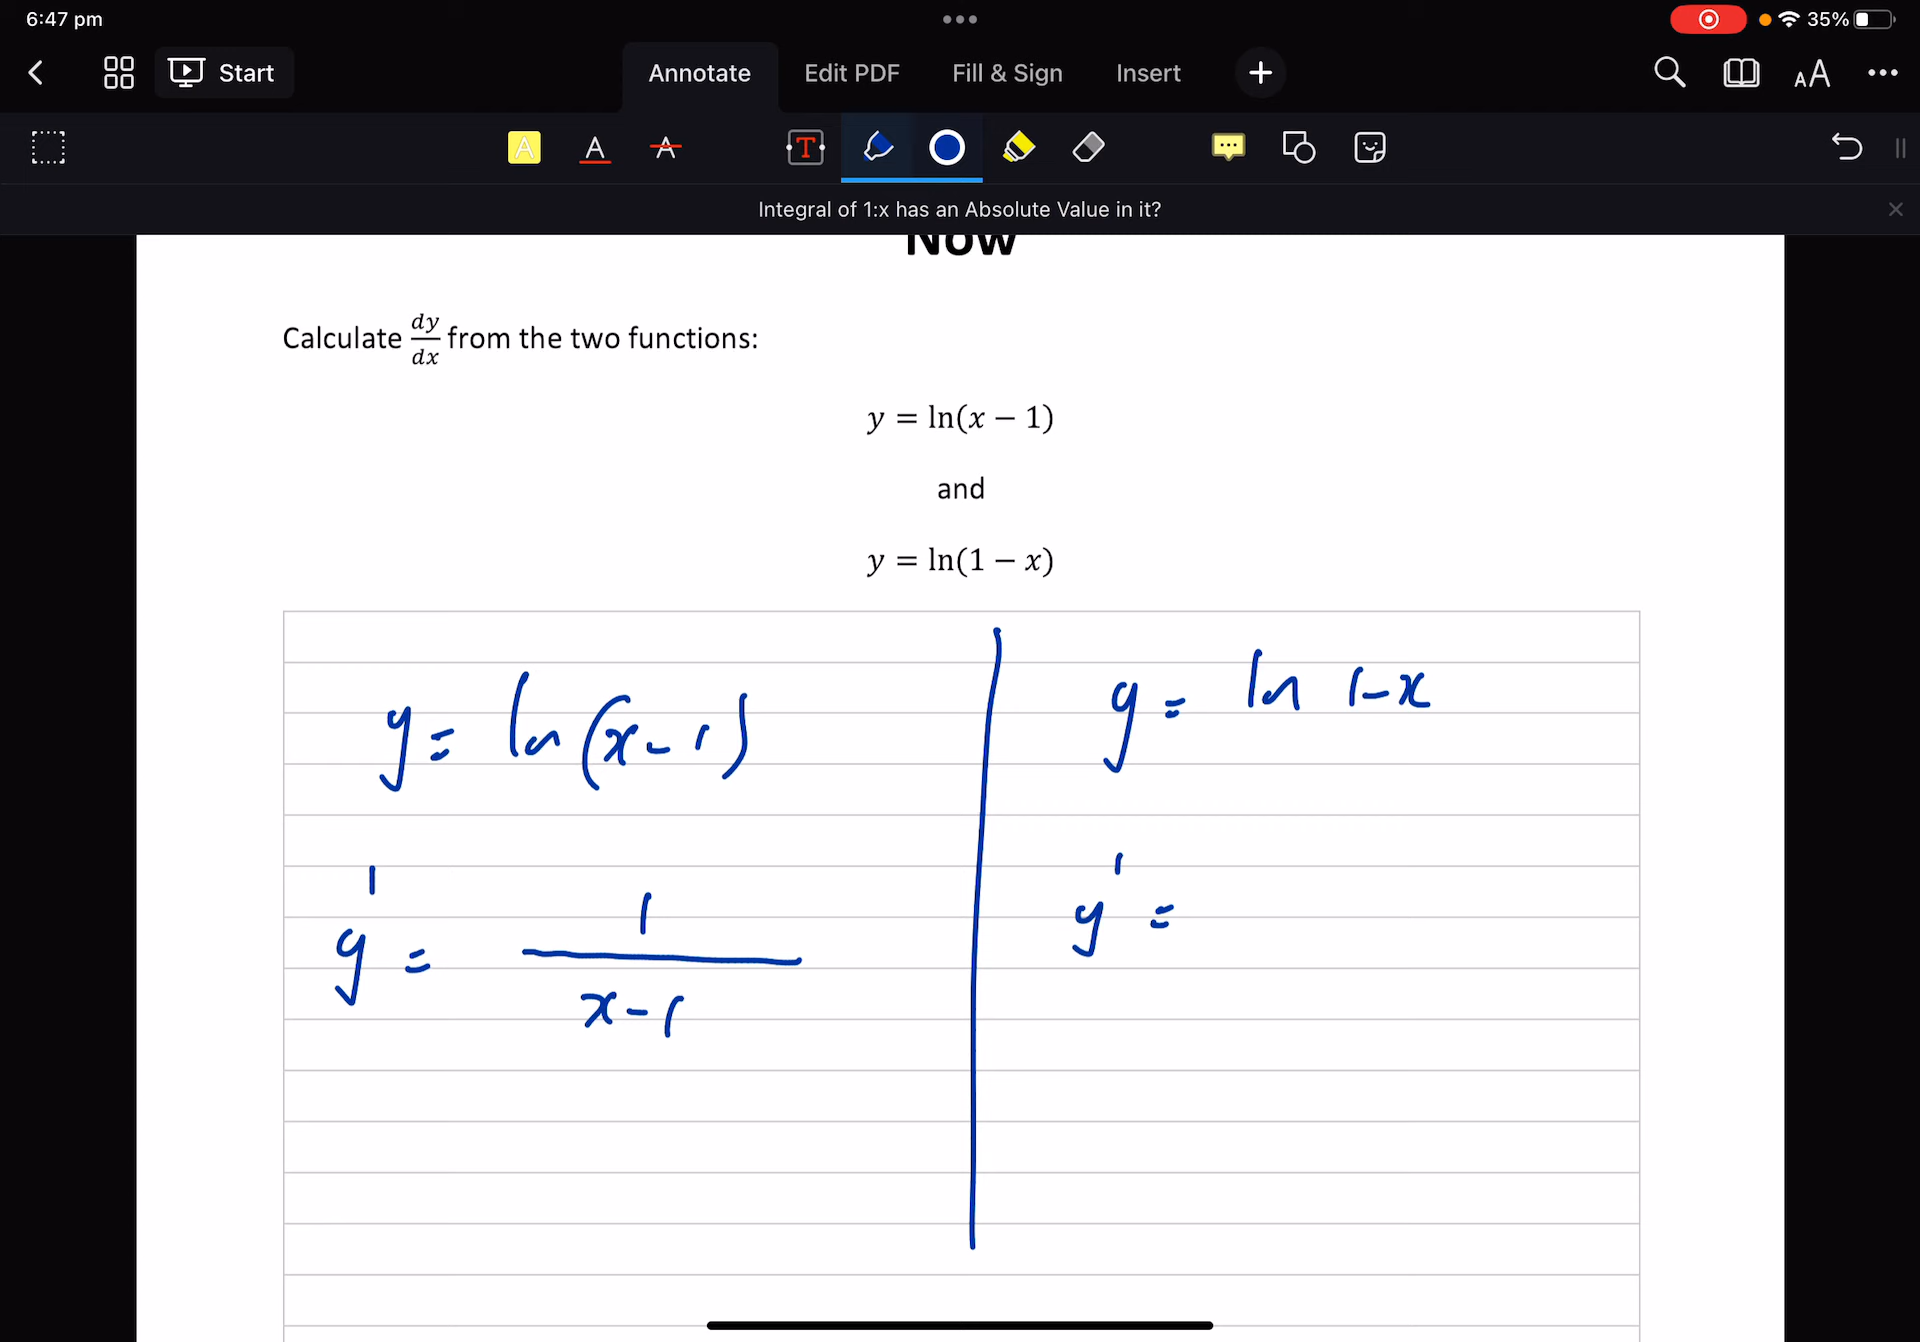 6:47 pm
35%
Start
Annotate
Edit PDF
Fill & Sign
Insert
AA
A A A T
Integral of 1:x has an Absolute Value in it?
Now
Calculate dy/dx from the two functions:
y = ln(x − 1)
and
y = ln(1 − x)
y = ln(x-1)
y' = 1/(x-1)
y = ln 1-x
y' =